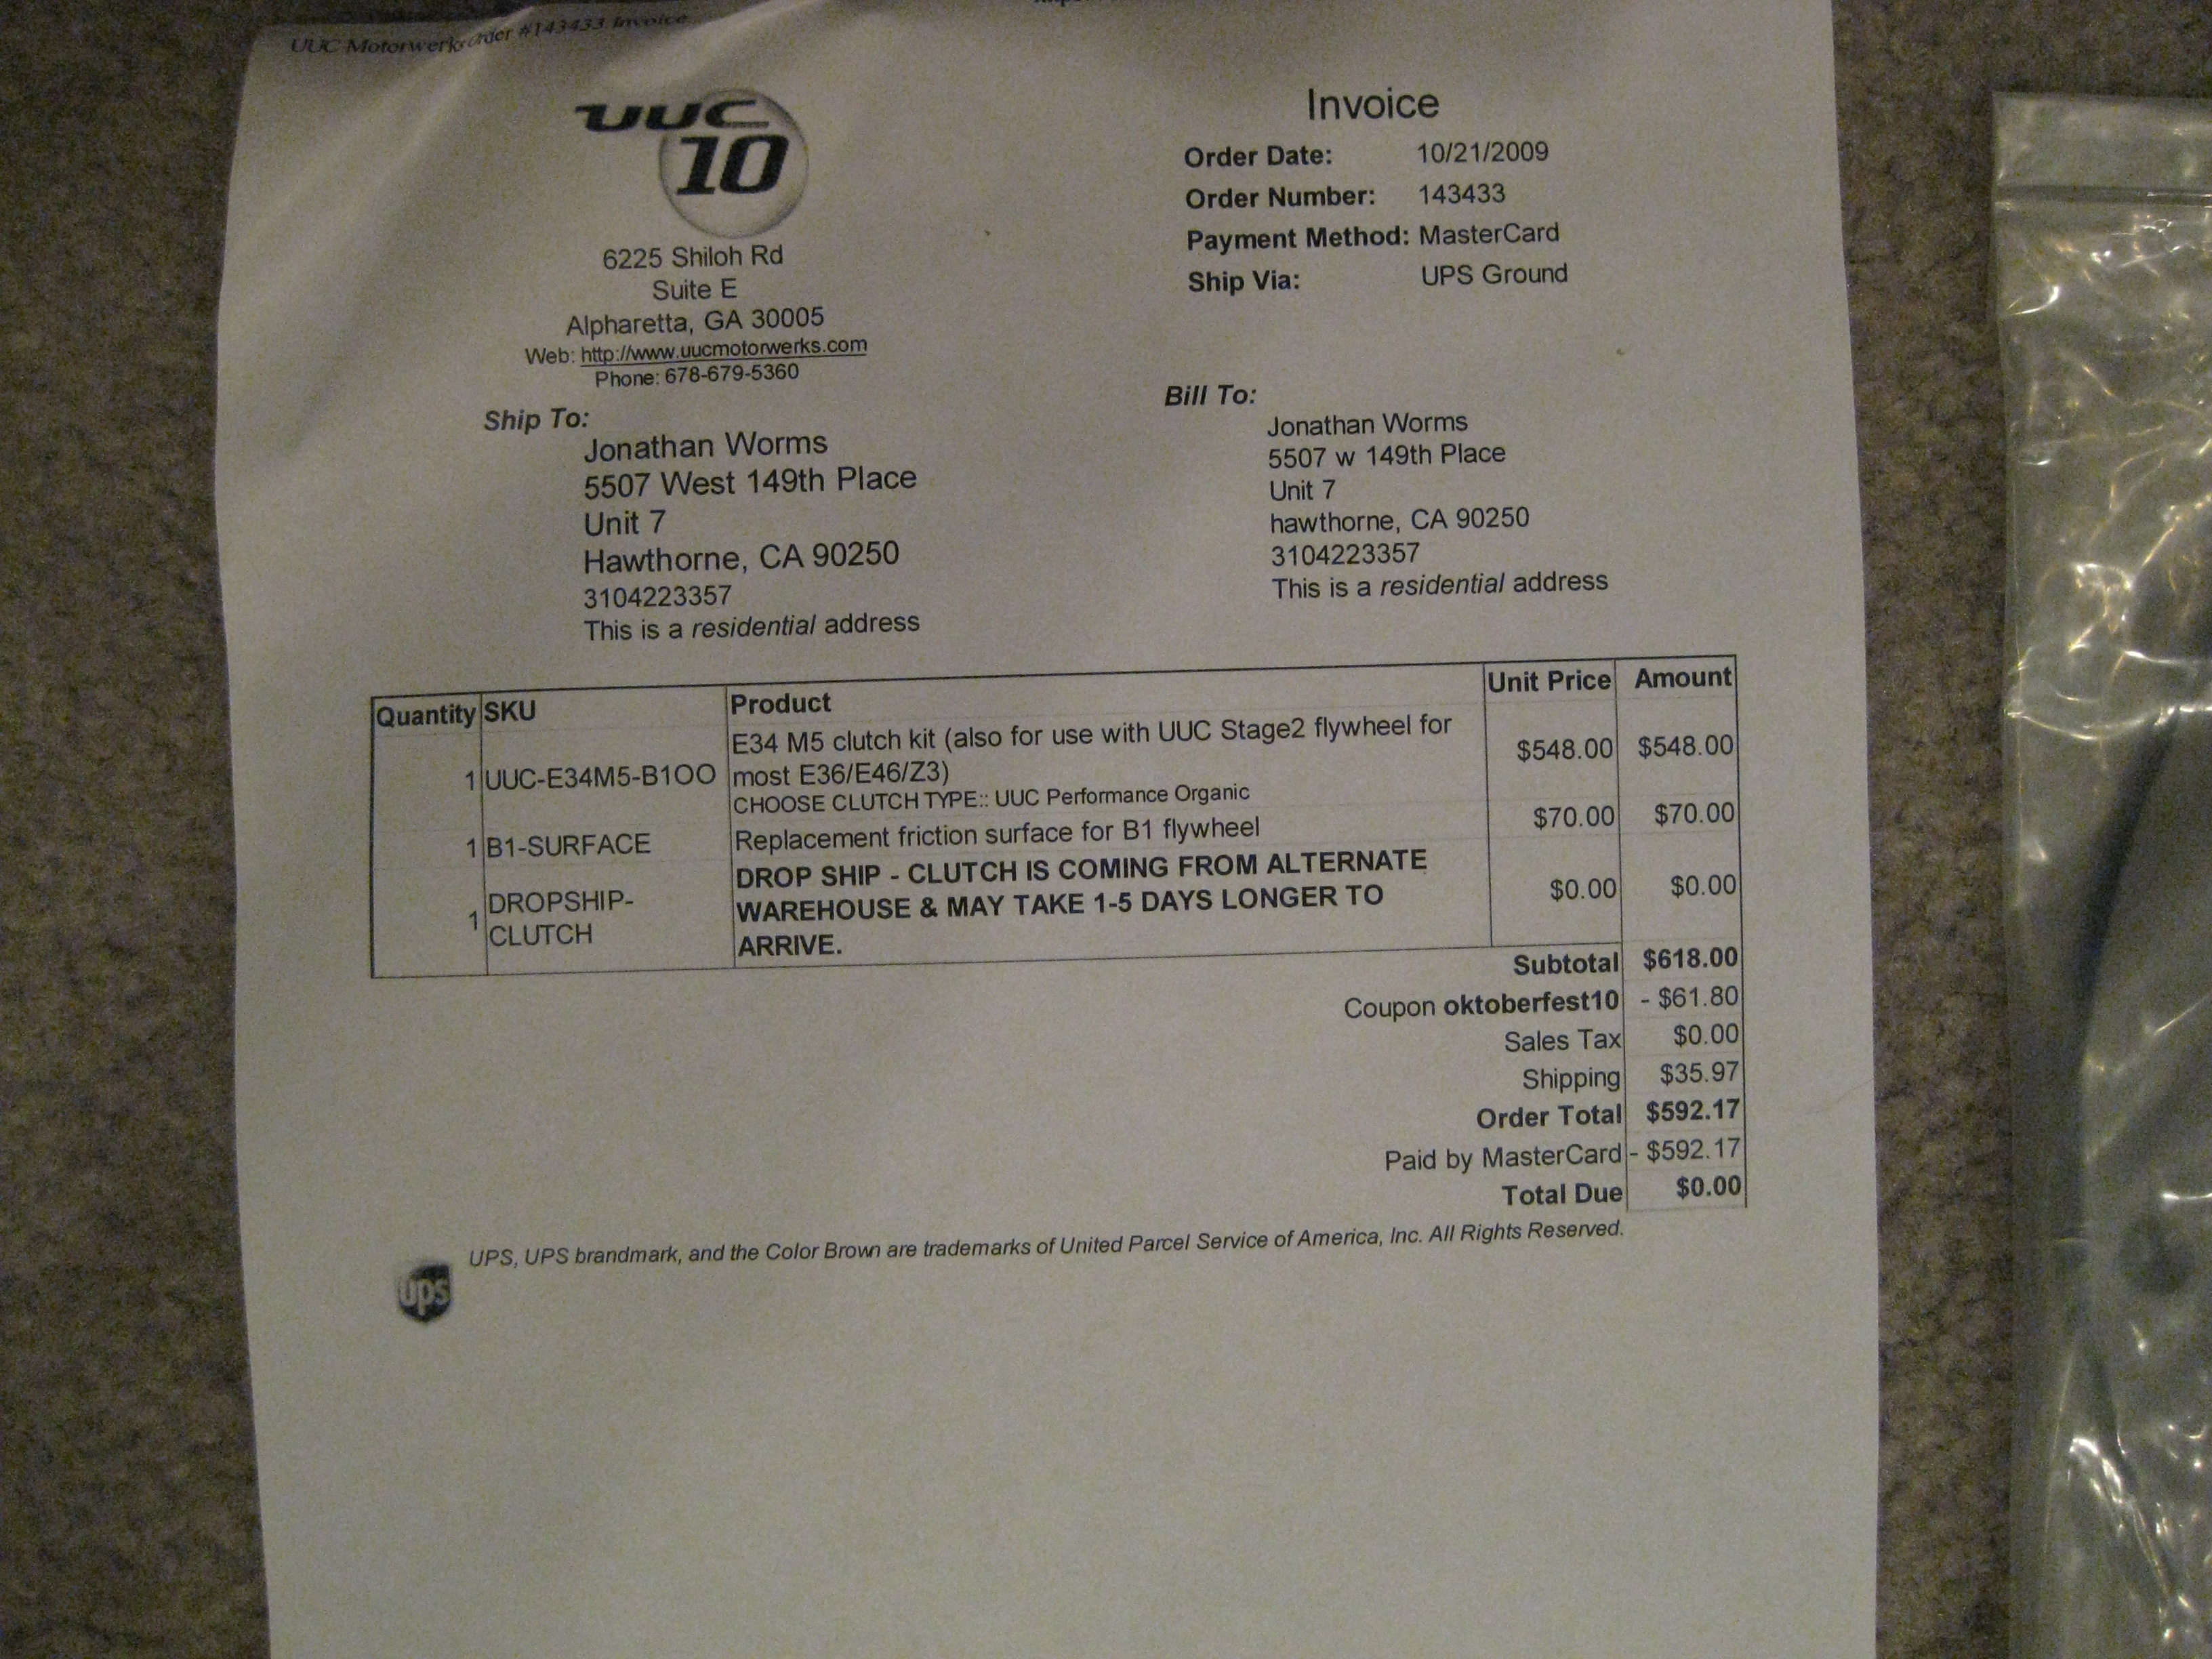 UUC Motorwerks Order #143433 Invoice
UUC
10
6225 Shiloh Rd
Suite E
Alpharetta, GA 30005
Web: http://www.uucmotorwerks.com
Phone: 678-679-5360
Invoice
Order Date: 10/21/2009
Order Number: 143433
Payment Method: MasterCard
Ship Via: UPS Ground
Ship To:
Jonathan Worms
5507 West 149th Place
Unit 7
Hawthorne, CA 90250
3104223357
This is a residential address
Bill To:
Jonathan Worms
5507 w 149th Place
Unit 7
hawthorne, CA 90250
3104223357
This is a residential address
Quantity SKU Product Unit Price Amount
E34 M5 clutch kit (also for use with UUC Stage2 flywheel for
1 UUC-E34M5-B1OO most E36/E46/Z3) $548.00 $548.00
CHOOSE CLUTCH TYPE:: UUC Performance Organic
1 B1-SURFACE Replacement friction surface for B1 flywheel $70.00 $70.00
DROP SHIP - CLUTCH IS COMING FROM ALTERNATE
1 DROPSHIP- WAREHOUSE & MAY TAKE 1-5 DAYS LONGER TO $0.00 $0.00
CLUTCH ARRIVE.
Subtotal $618.00
Coupon oktoberfest10 - $61.80
Sales Tax $0.00
Shipping $35.97
Order Total $592.17
Paid by MasterCard - $592.17
Total Due $0.00
UPS, UPS brandmark, and the Color Brown are trademarks of United Parcel Service of America, Inc. All Rights Reserved.
ups